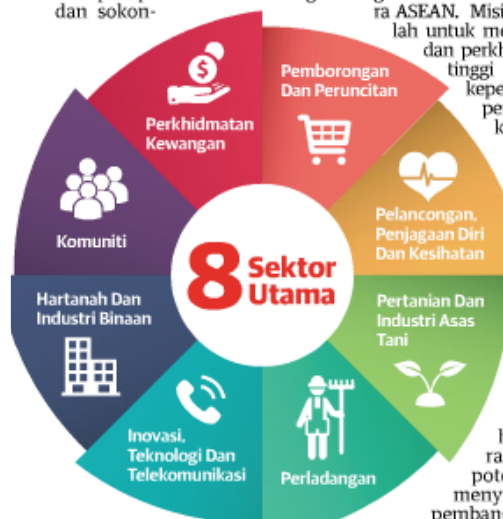 dan sokon-
ra ASEAN. Misi
lah untuk me
dan perkh
tinggi
kepe
pe
k
Perkhidmatan
Kewangan
$
Pemborongan
Dan Peruncitan
Pelancongan,
Penjagaan Diri
Dan Kesihatan
Pertanian Dan
Industri Asas
Tani
Perladangan
Inovasi,
Teknologi Dan
Telekomunikasi
Hartanah Dan
Industri Binaan
Komuniti
8 Sektor
Utama
h
ra
pote
meny
pemban